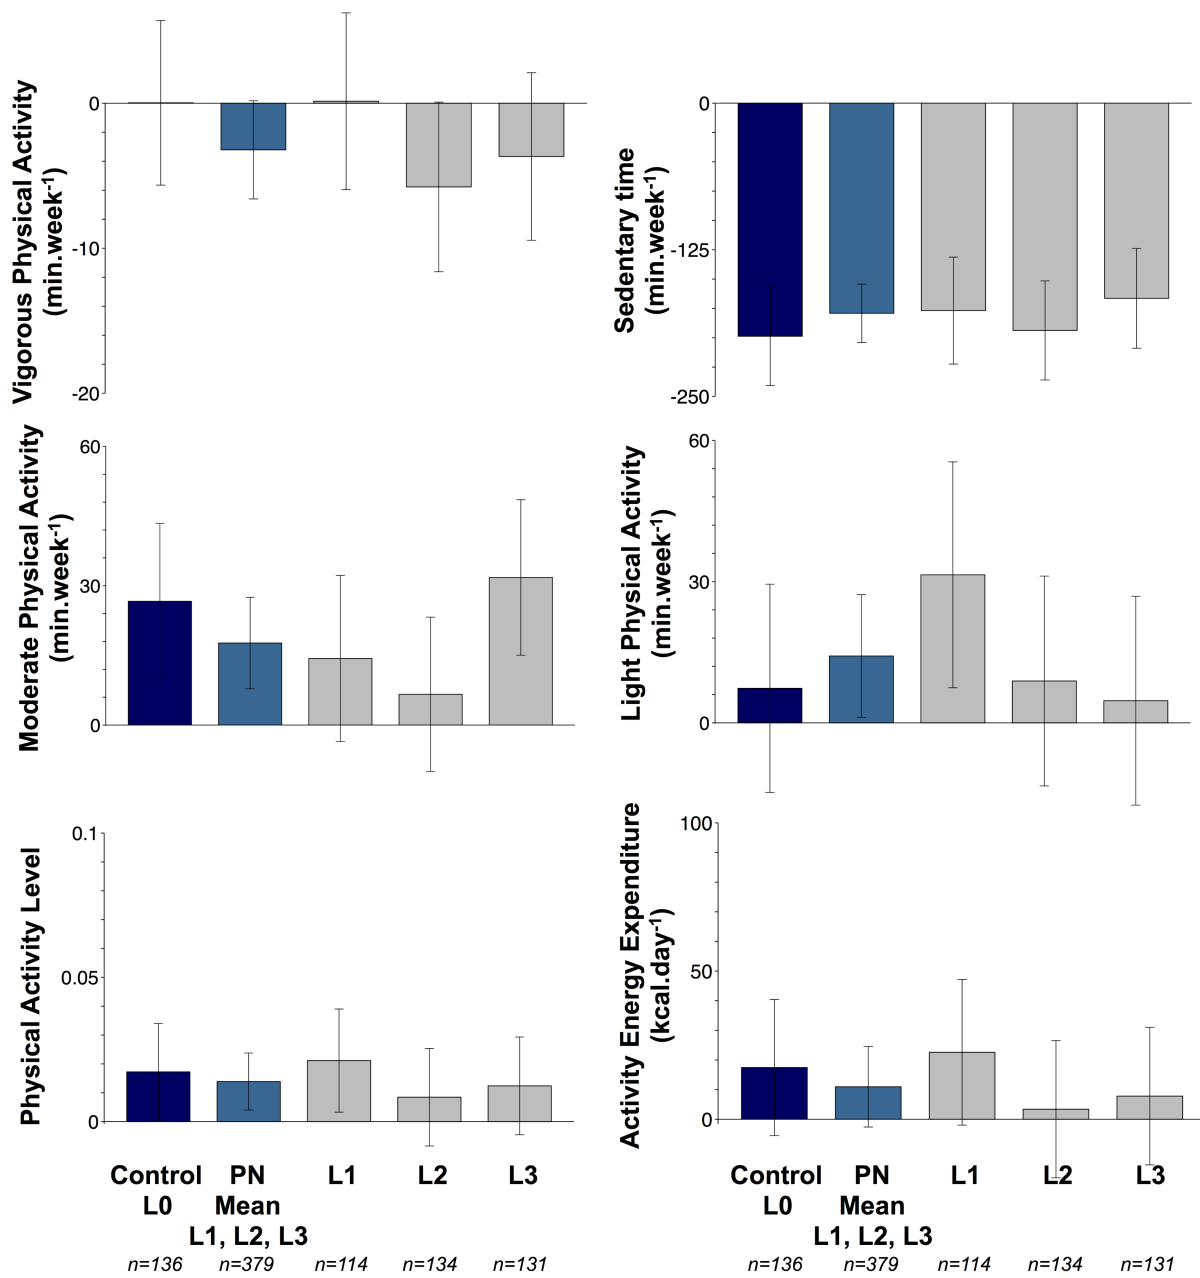 Vigorous Physical Activity
(min.week-1)
0
-10
-20
Sedentary time
(min.week-1)
0
-125
-250
Moderate Physical Activity
(min.week-1)
60
30
0
Light Physical Activity
(min.week-1)
60
30
0
Physical Activity Level
0.1
0.05
0
Activity Energy Expenditure
(kcal.day-1)
100
50
0
Control PN L1 L2 L3
L0 Mean
L1, L2, L3
n=136 n=379 n=114 n=134 n=131
Control PN L1 L2 L3
L0 Mean
L1, L2, L3
n=136 n=379 n=114 n=134 n=131